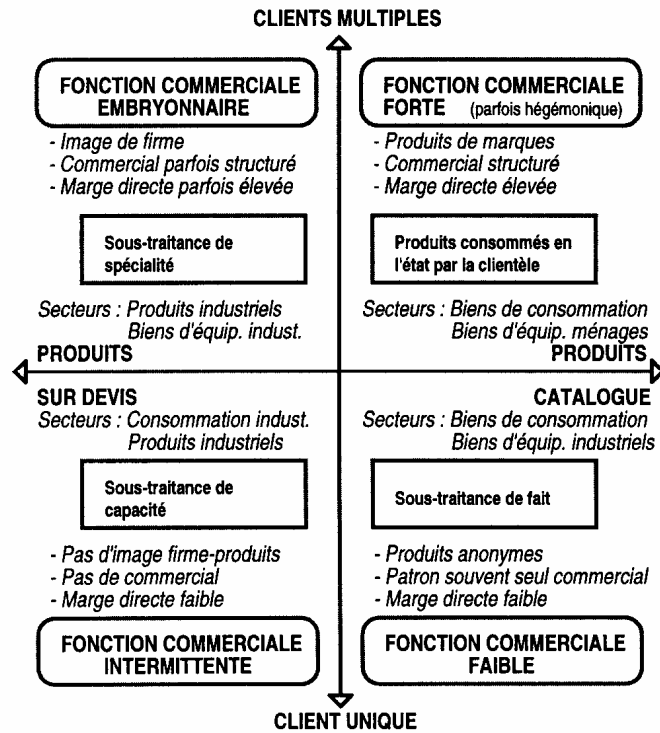 CLIENTS MULTIPLES
FONCTION COMMERCIALE
EMBRYONNAIRE
- Image de firme
- Commercial parfois structuré
- Marge directe parfois élevée
Sous-traitance de
spécialité
Secteurs : Produits industriels
Biens d'équip. indust.
PRODUITS
FONCTION COMMERCIALE
FORTE (parfois hégémonique)
- Produits de marques
- Commercial structuré
- Marge directe élevée
Produits consommés en
l'état par la clientèle
Secteurs : Biens de consommation
Biens d'équip. ménages
PRODUITS
SUR DEVIS
Secteurs : Consommation indust.
Produits industriels
Sous-traitance de
capacité
- Pas d'image firme-produits
- Pas de commercial
- Marge directe faible
FONCTION COMMERCIALE
INTERMITTENTE
CATALOGUE
Secteurs : Biens de consommation
Biens d'équip. industriels
Sous-traitance de fait
- Produits anonymes
- Patron souvent seul commercial
- Marge directe faible
FONCTION COMMERCIALE
FAIBLE
CLIENT UNIQUE